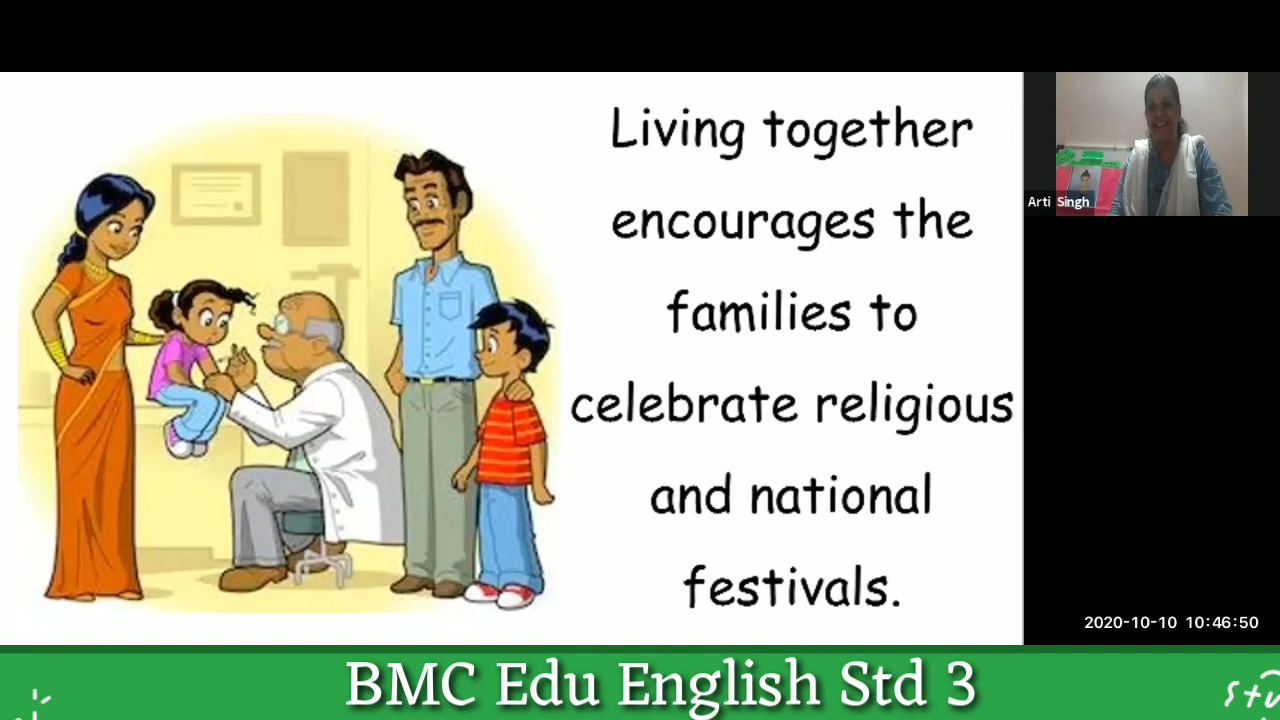 Living together
encourages the
families to
celebrate religious
and national
festivals.
Arti Singh
2020-10-10 10:46:50
BMC Edu English Std 3